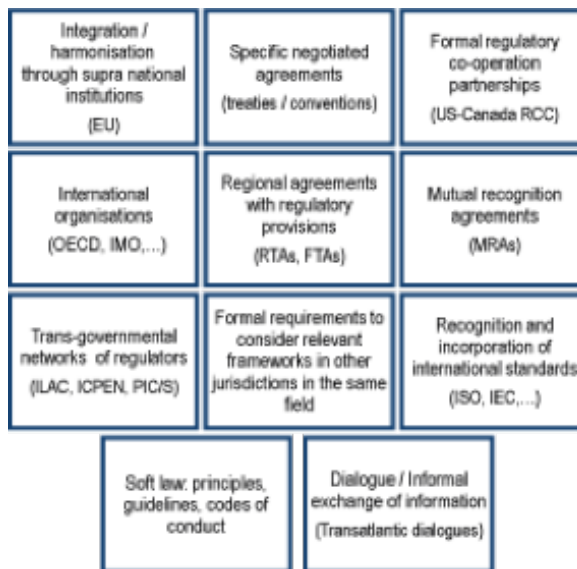 Integration /
harmonisation
through supra national
institutions
(EU)
Specific negotiated
agreements
(treaties / conventions)
Formal regulatory
co-operation
partnerships
(US-Canada RCC)
International
organisations
(OECD, IMO,...)
Regional agreements
with regulatory
provisions
(RTAs, FTAs)
Mutual recognition
agreements
(MRAs)
Trans-governmental
networks of regulators
(ILAC, ICPEN, PIC/S)
Formal requirements to
consider relevant
frameworks in other
jurisdictions in the same
field
Recognition and
incorporation of
international standards
(ISO, IEC,...)
Soft law: principles,
guidelines, codes of
conduct
Dialogue / Informal
exchange of information
(Transatlantic dialogues)